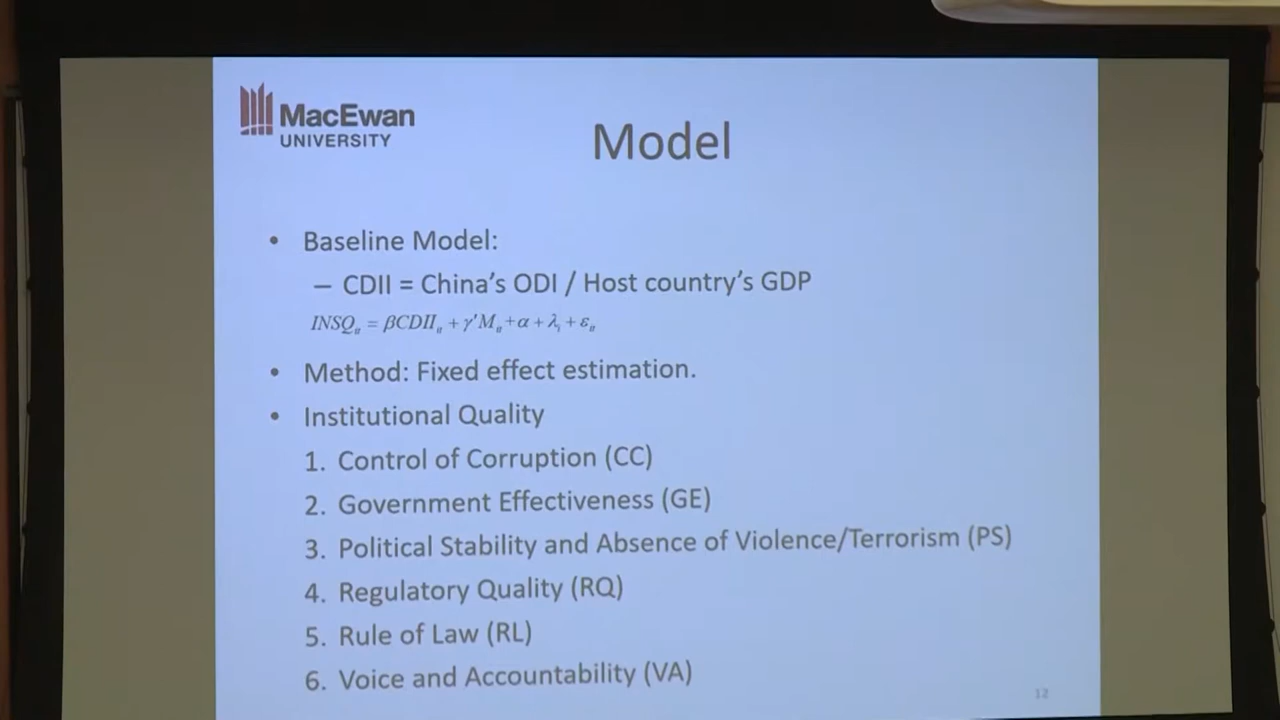 MacEwan
UNIVERSITY
Model
• Baseline Model:
– CDII = China's ODI / Host country's GDP
INSQ_it = βCDII_it + γ'M_it + α + λ_i + ε_it
• Method: Fixed effect estimation.
• Institutional Quality
1. Control of Corruption (CC)
2. Government Effectiveness (GE)
3. Political Stability and Absence of Violence/Terrorism (PS)
4. Regulatory Quality (RQ)
5. Rule of Law (RL)
6. Voice and Accountability (VA)
12